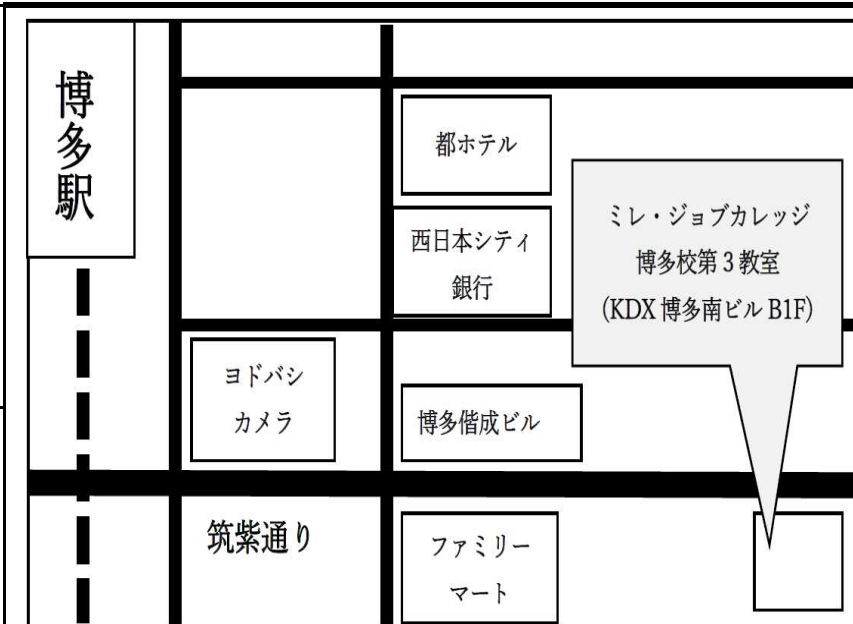 博多駅
都ホテル
西日本シティ
銀行
ミレ・ジョブカレッジ
博多校第3教室
(KDX 博多南ビル B1F)
ヨドバシ
カメラ
博多偕成ビル
筑紫通り
ファミリー
マート